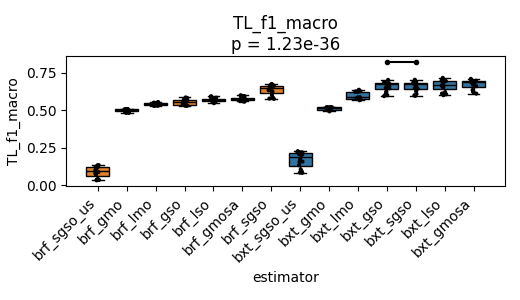 TL_f1_macro
p = 1.23e-36
TL_f1_macro
0.75
0.50
0.25
0.00
brf_sgso_us
brf_gmo
brf_lmo
brf_gso
brf_lso
brf_gmosa
brf_sgso
bxt_sgso_us
bxt_gmo
bxt_lmo
bxt_gso
bxt_sgso
bxt_lso
bxt_gmosa
estimator